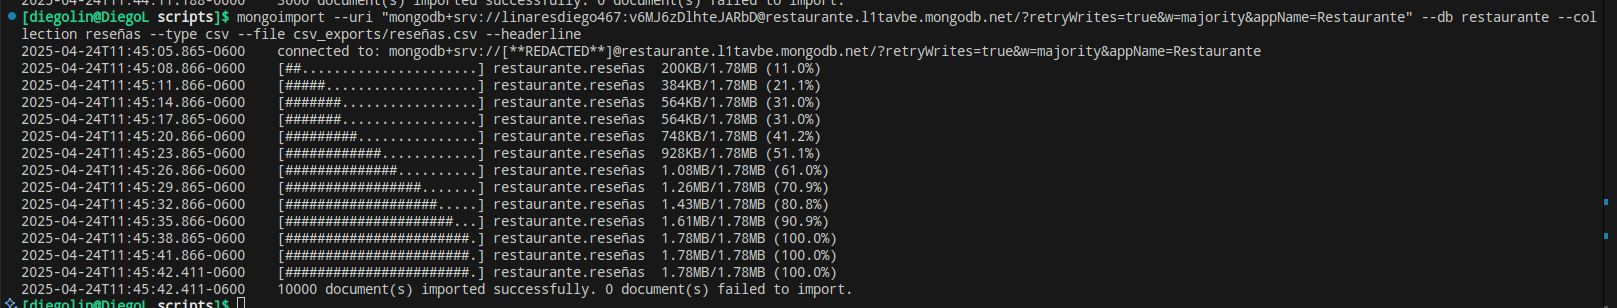 3000 document(s) imported successfully. 0 document(s) failed to import.
[diegolin@DiegoL scripts]$ mongoimport --uri "mongodb+srv://linaresdiego467:v6MJ6zDlhteJARbD@restaurante.l1tavbe.mongodb.net/?retryWrites=true&w=majority&appName=Restaurante" --db restaurante --co
llection reseñas --type csv --file csv_exports/reseñas.csv --headerline
2025-04-24T11:45:05.865-0600    connected to: mongodb+srv://[**REDACTED**]@restaurante.l1tavbe.mongodb.net/?retryWrites=true&w=majority&appName=Restaurante
2025-04-24T11:45:08.866-0600    [##......................] restaurante.reseñas  200KB/1.78MB (11.0%)
2025-04-24T11:45:11.866-0600    [#####...................] restaurante.reseñas  384KB/1.78MB (21.1%)
2025-04-24T11:45:14.866-0600    [#######.................] restaurante.reseñas  564KB/1.78MB (31.0%)
2025-04-24T11:45:17.865-0600    [#######.................] restaurante.reseñas  564KB/1.78MB (31.0%)
2025-04-24T11:45:20.866-0600    [#########...............] restaurante.reseñas  748KB/1.78MB (41.2%)
2025-04-24T11:45:23.865-0600    [############............] restaurante.reseñas  928KB/1.78MB (51.1%)
2025-04-24T11:45:26.866-0600    [##############..........] restaurante.reseñas  1.08MB/1.78MB (61.0%)
2025-04-24T11:45:29.865-0600    [#################.......] restaurante.reseñas  1.26MB/1.78MB (70.9%)
2025-04-24T11:45:32.866-0600    [###################.....] restaurante.reseñas  1.43MB/1.78MB (80.8%)
2025-04-24T11:45:35.866-0600    [#####################...] restaurante.reseñas  1.61MB/1.78MB (90.9%)
2025-04-24T11:45:38.865-0600    [#######################.] restaurante.reseñas  1.78MB/1.78MB (100.0%)
2025-04-24T11:45:41.866-0600    [#######################.] restaurante.reseñas  1.78MB/1.78MB (100.0%)
2025-04-24T11:45:42.411-0600    [#######################.] restaurante.reseñas  1.78MB/1.78MB (100.0%)
2025-04-24T11:45:42.411-0600    10000 document(s) imported successfully. 0 document(s) failed to import.
[diegolin@DiegoL scripts]$